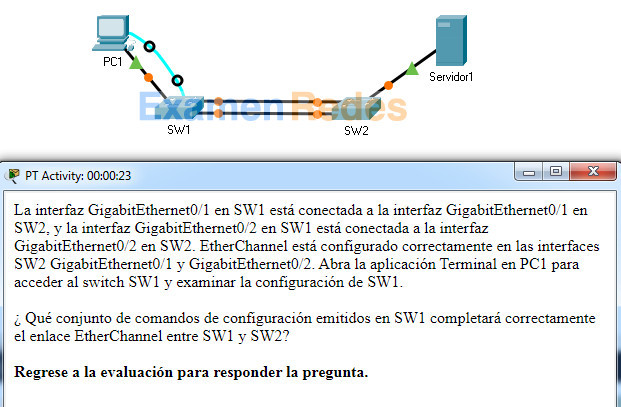 PC1
Servidor1
Examen Redes
SW1
SW2
PT Activity: 00:00:23
La interfaz GigabitEthernet0/1 en SW1 está conectada a la interfaz GigabitEthernet0/1 en
SW2, y la interfaz GigabitEthernet0/2 en SW1 está conectada a la interfaz
GigabitEthernet0/2 en SW2. EtherChannel está configurado correctamente en las interfaces
SW2 GigabitEthernet0/1 y GigabitEthernet0/2. Abra la aplicación Terminal en PC1 para
acceder al switch SW1 y examinar la configuración de SW1.
¿ Qué conjunto de comandos de configuración emitidos en SW1 completará correctamente
el enlace EtherChannel entre SW1 y SW2?
Regrese a la evaluación para responder la pregunta.